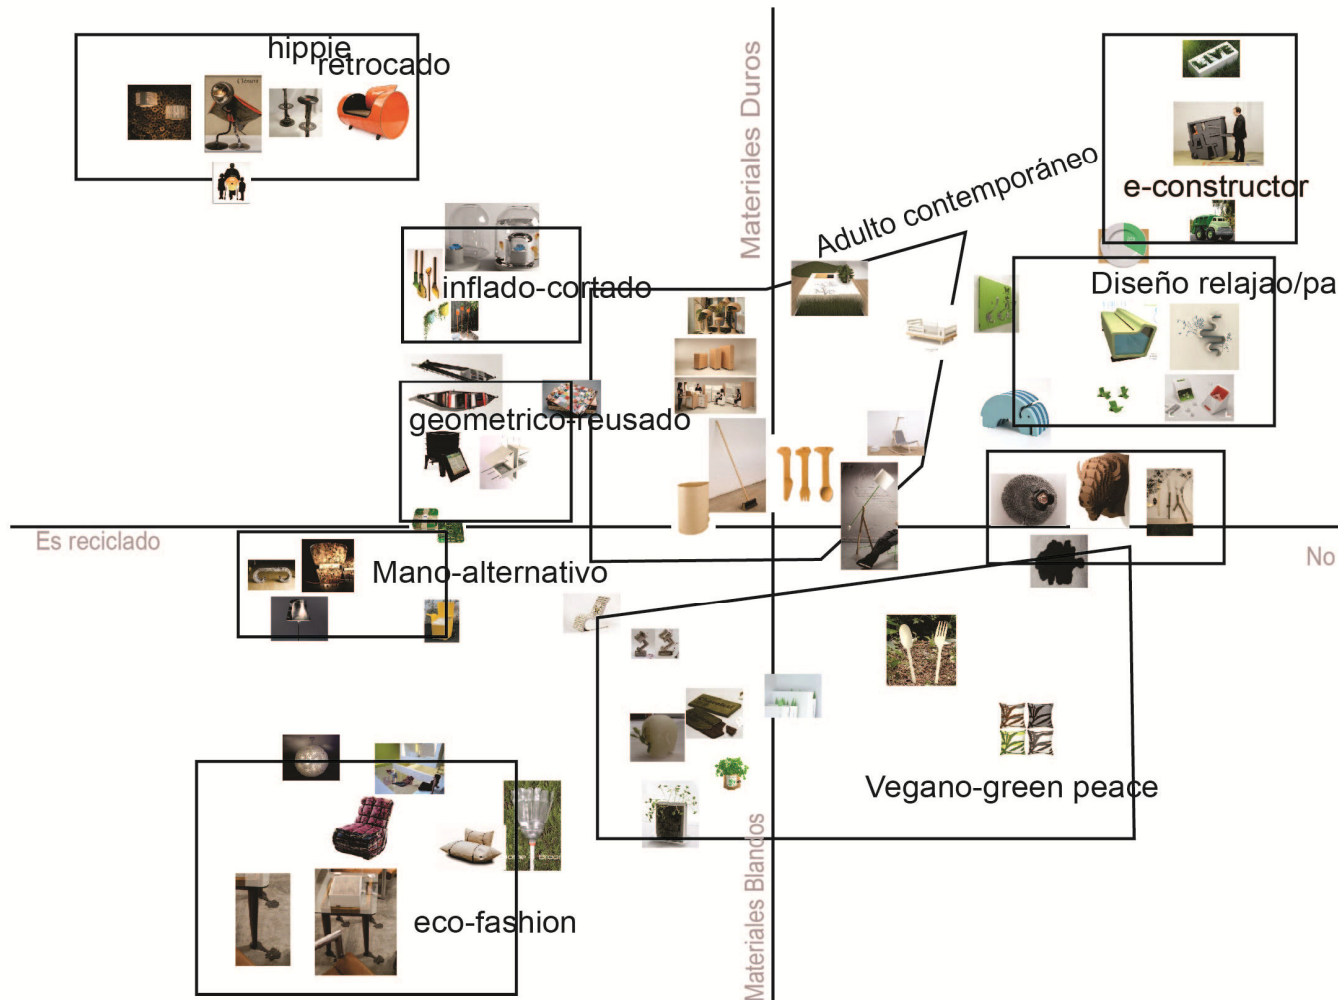 hippie
retrocado
Materiales Duros
LIVE
e-constructor
Adulto contemporáneo
inflado-cortado
Diseño relajao/pa
geometrico-reusado
Es reciclado
No
Mano-alternativo
Vegano-green peace
Materiales Blandos
eco-fashion